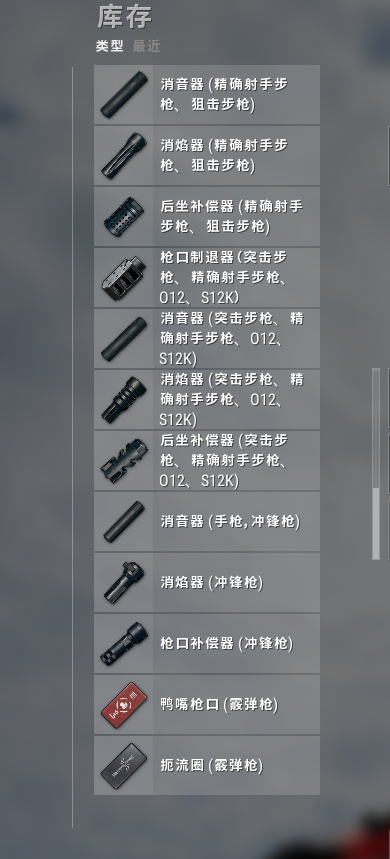 库存
类型 最近
消音器 (精确射手步
枪、 狙击步枪)
消焰器 (精确射手步
枪、 狙击步枪)
后坐补偿器 (精确射手
步枪、 狙击步枪)
枪口制退器 (突击步
枪、 精确射手步枪、
O12、 S12K)
消音器 (突击步枪、 精
确射手步枪、 O12、
S12K)
消焰器 (突击步枪、 精
确射手步枪、 O12、
S12K)
后坐补偿器 (突击步
枪、 精确射手步枪、
O12、 S12K)
消音器 (手枪, 冲锋枪)
消焰器 (冲锋枪)
枪口补偿器 (冲锋枪)
鸭嘴枪口 (霰弹枪)
扼流圈 (霰弹枪)